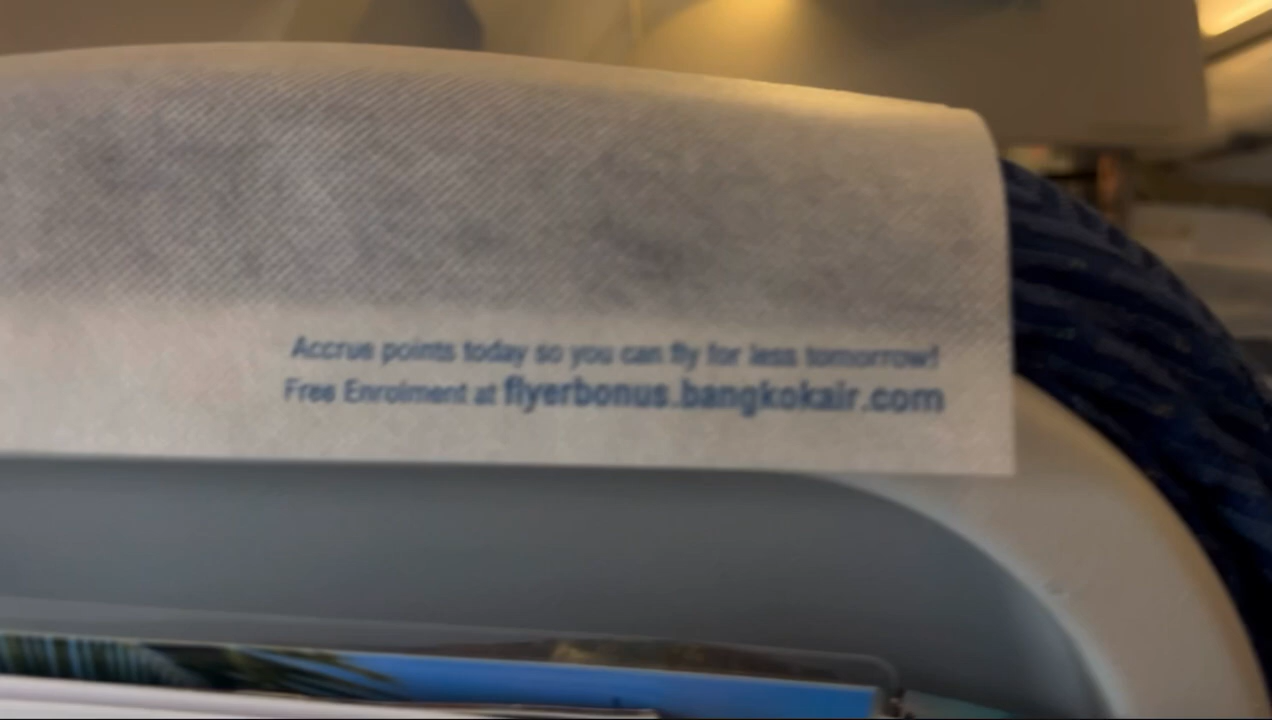 Accrue points today so you can fly for less tomorrow!
Free Enrolment at flyerbonus.bangkokair.com